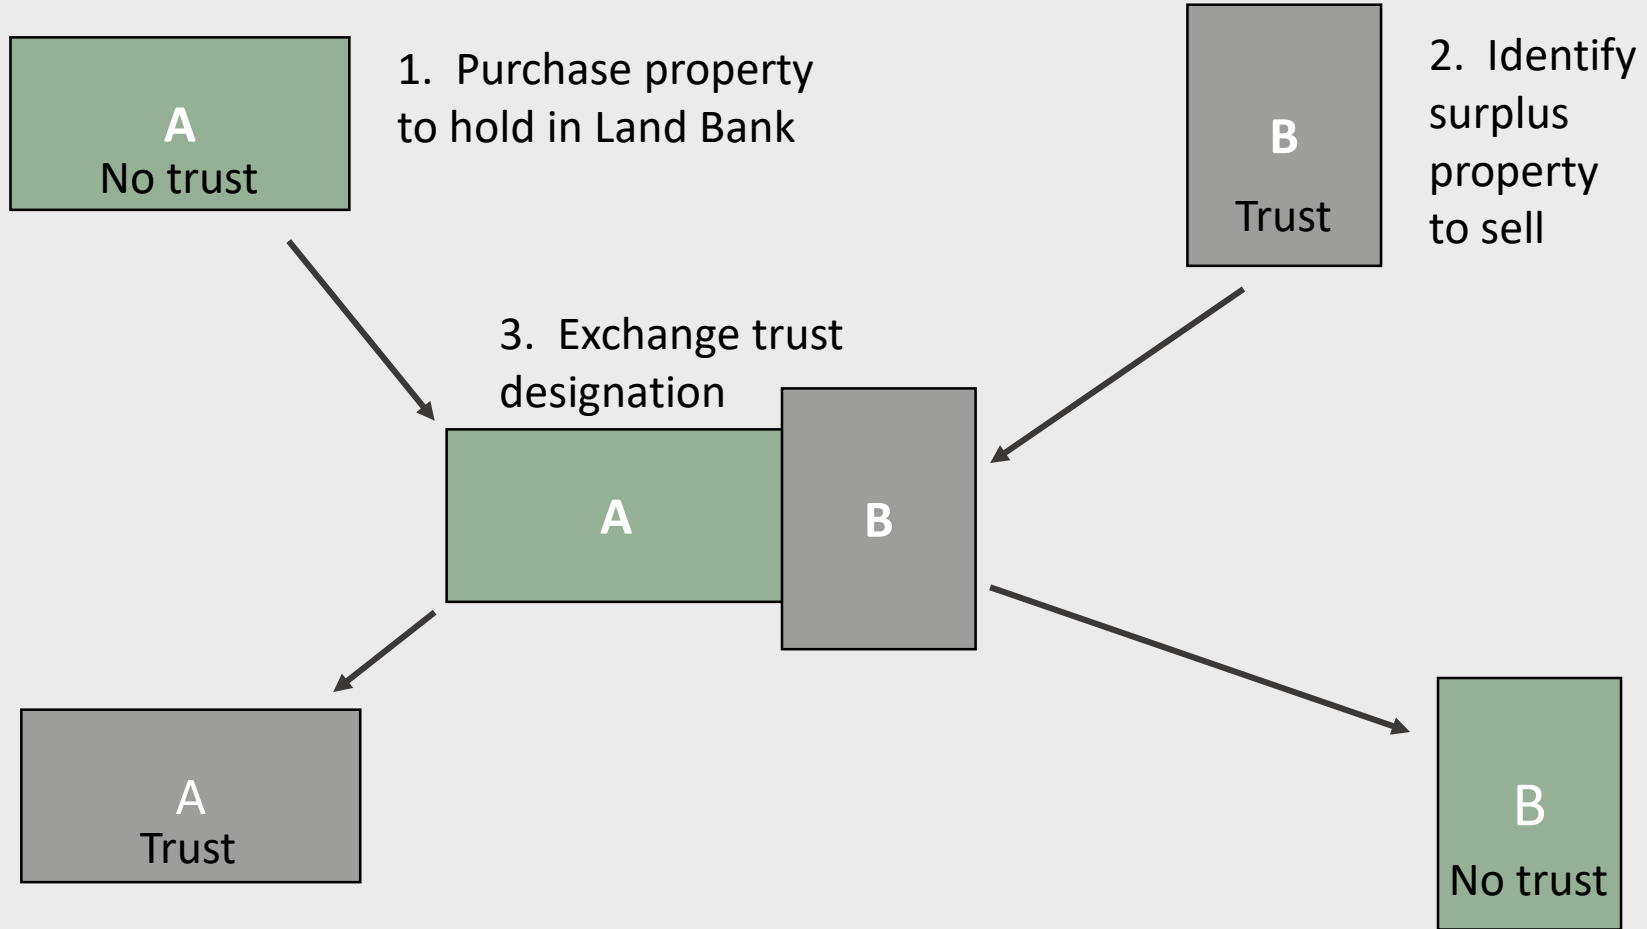 A
No trust
1. Purchase property
to hold in Land Bank
B
Trust
2. Identify
surplus
property
to sell
3. Exchange trust
designation
A
B
A
Trust
B
No trust